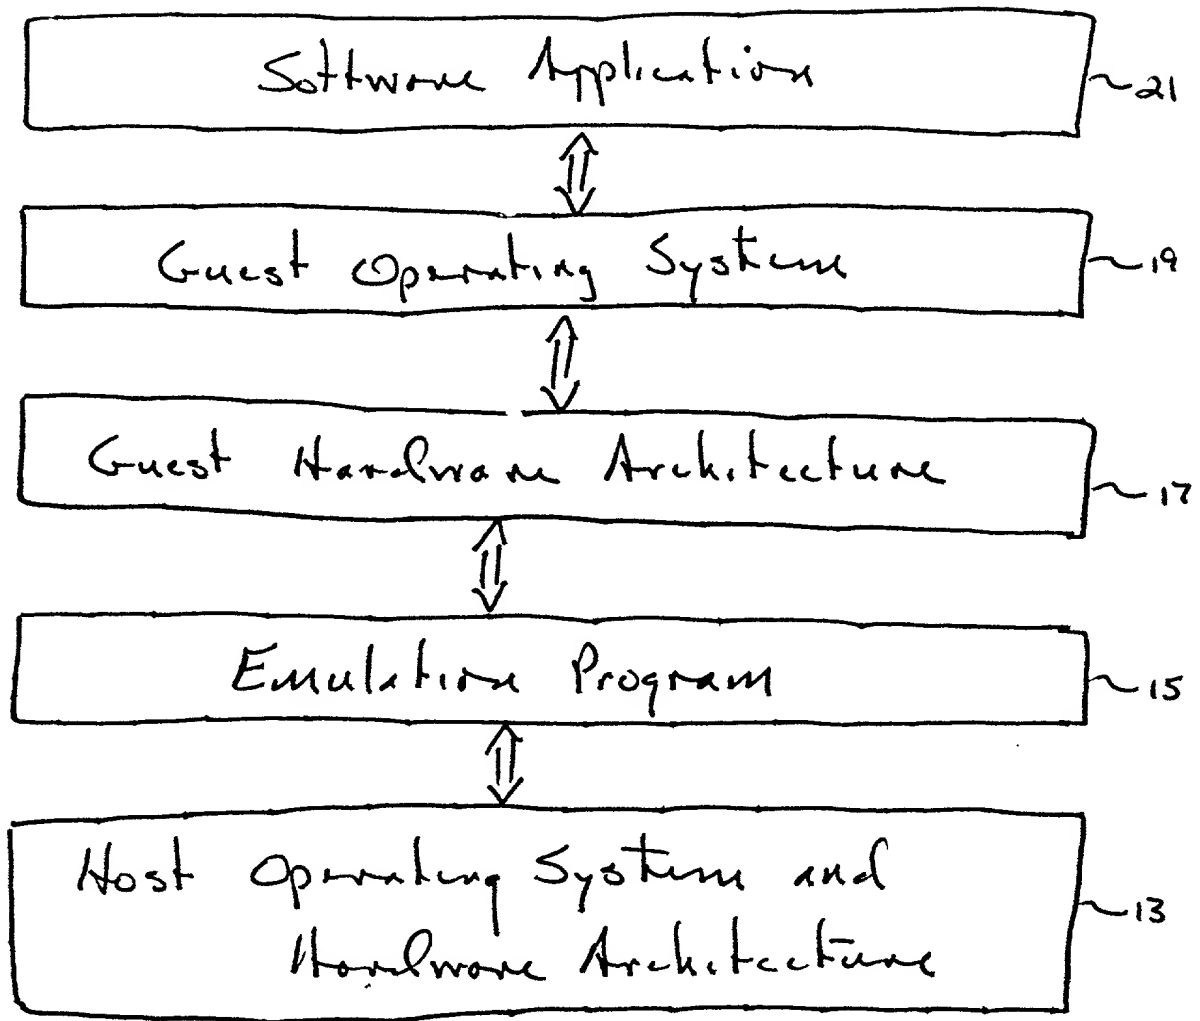 Software Application
21
Guest Operating System
19
Guest Hardware Architecture
17
Emulation Program
15
Host Operating System and
13
Hardware Architecture